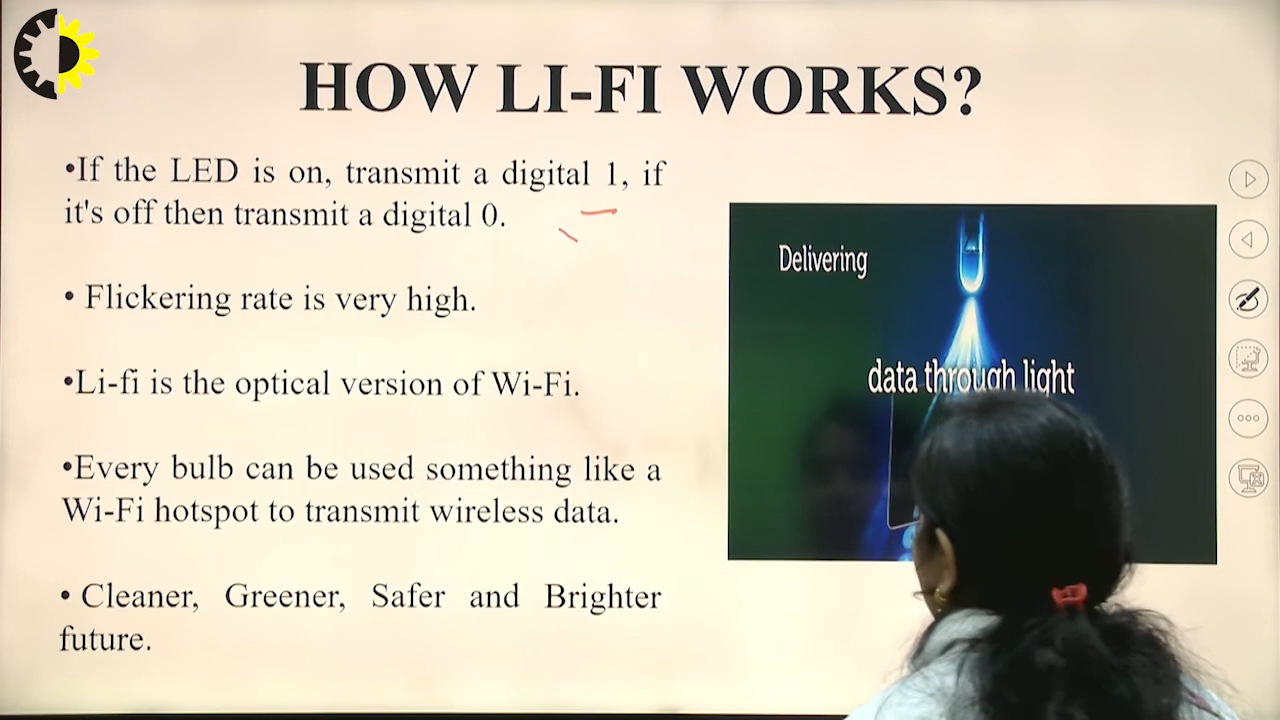 HOW LI-FI WORKS?
•If the LED is on, transmit a digital 1, if
it's off then transmit a digital 0.
• Flickering rate is very high.
•Li-fi is the optical version of Wi-Fi.
•Every bulb can be used something like a
Wi-Fi hotspot to transmit wireless data.
• Cleaner, Greener, Safer and Brighter
future.
Delivering
data through light